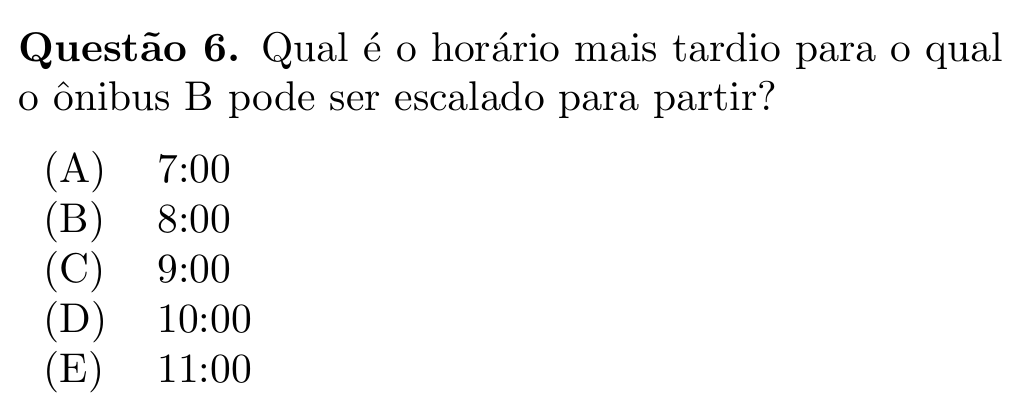 Questão 6. Qual é o horário mais tardio para o qual
o ônibus B pode ser escalado para partir?
(A) 7:00
(B) 8:00
(C) 9:00
(D) 10:00
(E) 11:00